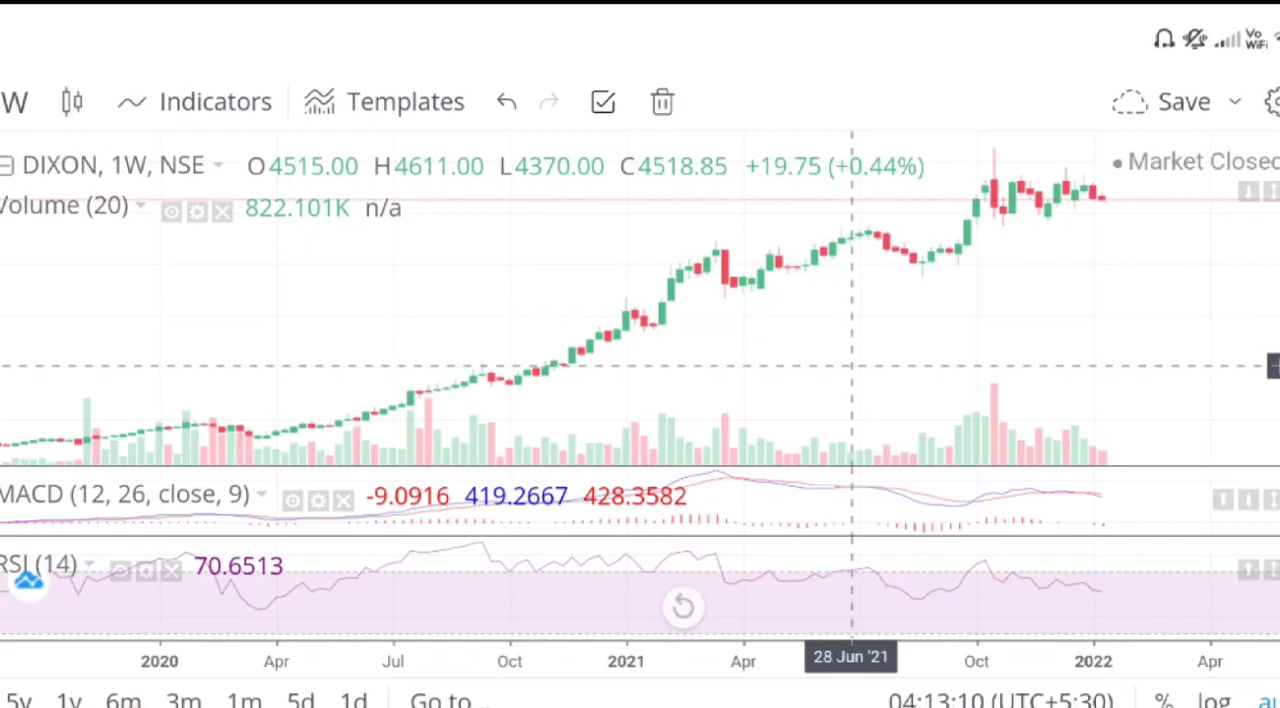 Vo
WiFi
W Indicators Templates Save
DIXON, 1W, NSE O4515.00 H4611.00 L4370.00 C4518.85 +19.75 (+0.44%) Market Closed
Volume (20) 822.101K n/a
MACD (12, 26, close, 9) -9.0916 419.2667 428.3582
RSI (14) 70.6513
2020 Apr Jul Oct 2021 Apr 28 Jun '21 Oct 2022 Apr
5y 1y 6m 3m 1m 5d 1d Go to... 04:13:10 (UTC+5:30) % log